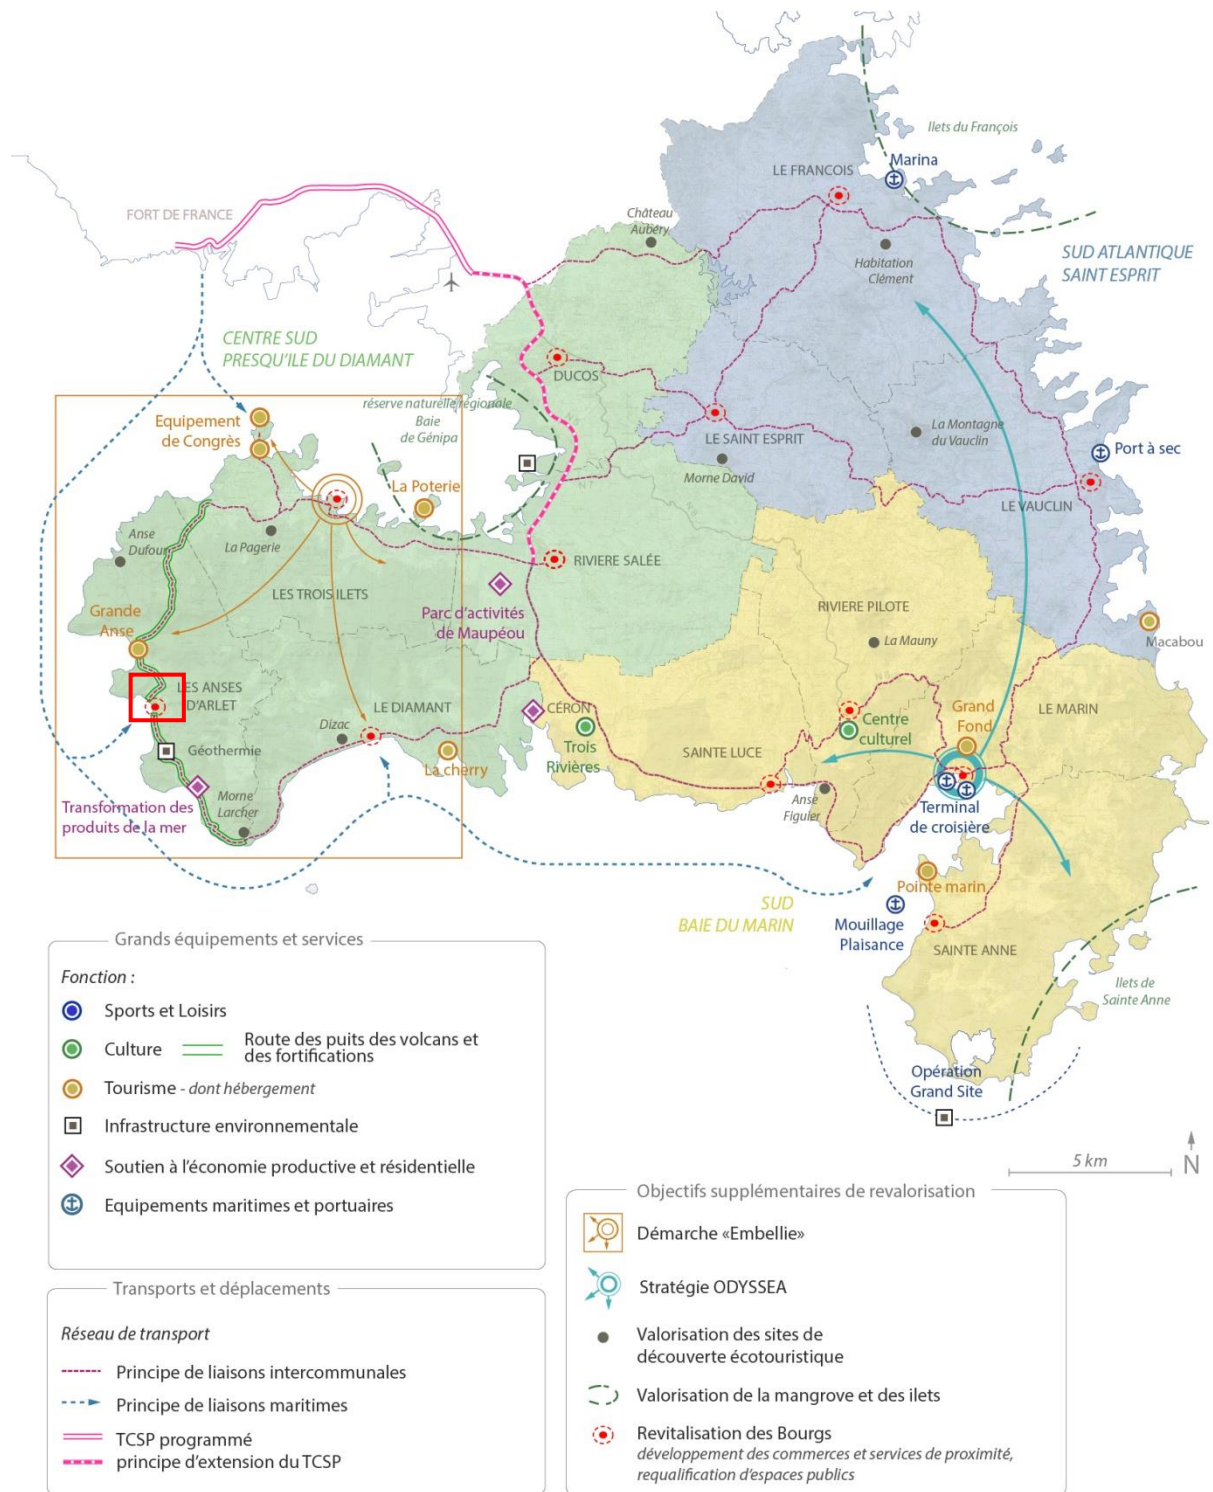 Ilets du François
Marina
LE FRANCOIS
FORT DE FRANCE
Château
Aubéry
Habitation
Clément
SUD ATLANTIQUE
SAINT ESPRIT
CENTRE SUD
PRESQU'ILE DU DIAMANT
DUCOS
réserve naturelle régionale
Baie
de Génipa
Equipement
de Congrès
LE SAINT ESPRIT
La Montagne
du Vauclin
Port à sec
Morne David
La Poterie
LE VAUCLIN
Anse
Dufour
La Pagerie
RIVIERE SALÉE
LES TROIS ILETS
Parc d'activités
de Maupéou
RIVIERE PILOTE
Grande
Anse
La Mauny
Macabou
LES ANSES
D'ARLET
LE DIAMANT
CÉRON
LE MARIN
Grand
Fond
Dizac
Centre
culturel
Géothermie
Trois
Rivières
SAINTE LUCE
La cherry
Morne
Larcher
Transformation des
produits de la mer
Anse
Figuier
Terminal
de croisière
Pointe marin
SUD
BAIE DU MARIN
Mouillage
Plaisance
SAINTE ANNE
Ilets de
Sainte Anne
Opération
Grand Site
5 km
N
Grands équipements et services
Fonction :
Sports et Loisirs
Culture
Route des puits des volcans et
des fortifications
Tourisme - dont hébergement
Infrastructure environnementale
Soutien à l'économie productive et résidentielle
Equipements maritimes et portuaires
Transports et déplacements
Réseau de transport
Principe de liaisons intercommunales
Principe de liaisons maritimes
TCSP programmé
principe d'extension du TCSP
Objectifs supplémentaires de revalorisation
Démarche «Embellie»
Stratégie ODYSSEA
Valorisation des sites de
découverte écotouristique
Valorisation de la mangrove et des ilets
Revitalisation des Bourgs
développement des commerces et services de proximité,
requalification d'espaces publics